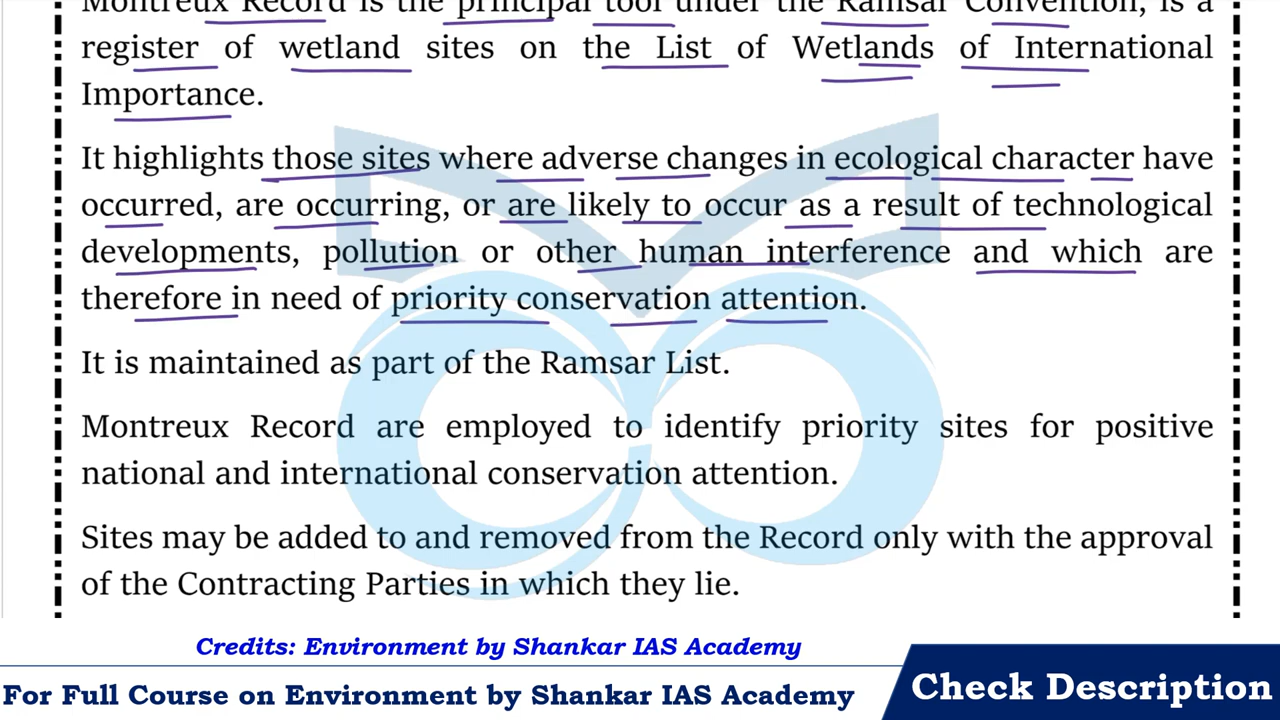 Montreux Record is the principal tool under the Ramsar Convention, is a
register of wetland sites on the List of Wetlands of International
Importance.
It highlights those sites where adverse changes in ecological character have
occurred, are occurring, or are likely to occur as a result of technological
developments, pollution or other human interference and which are
therefore in need of priority conservation attention.
It is maintained as part of the Ramsar List.
Montreux Record are employed to identify priority sites for positive
national and international conservation attention.
Sites may be added to and removed from the Record only with the approval
of the Contracting Parties in which they lie.
Credits: Environment by Shankar IAS Academy
For Full Course on Environment by Shankar IAS Academy
Check Description